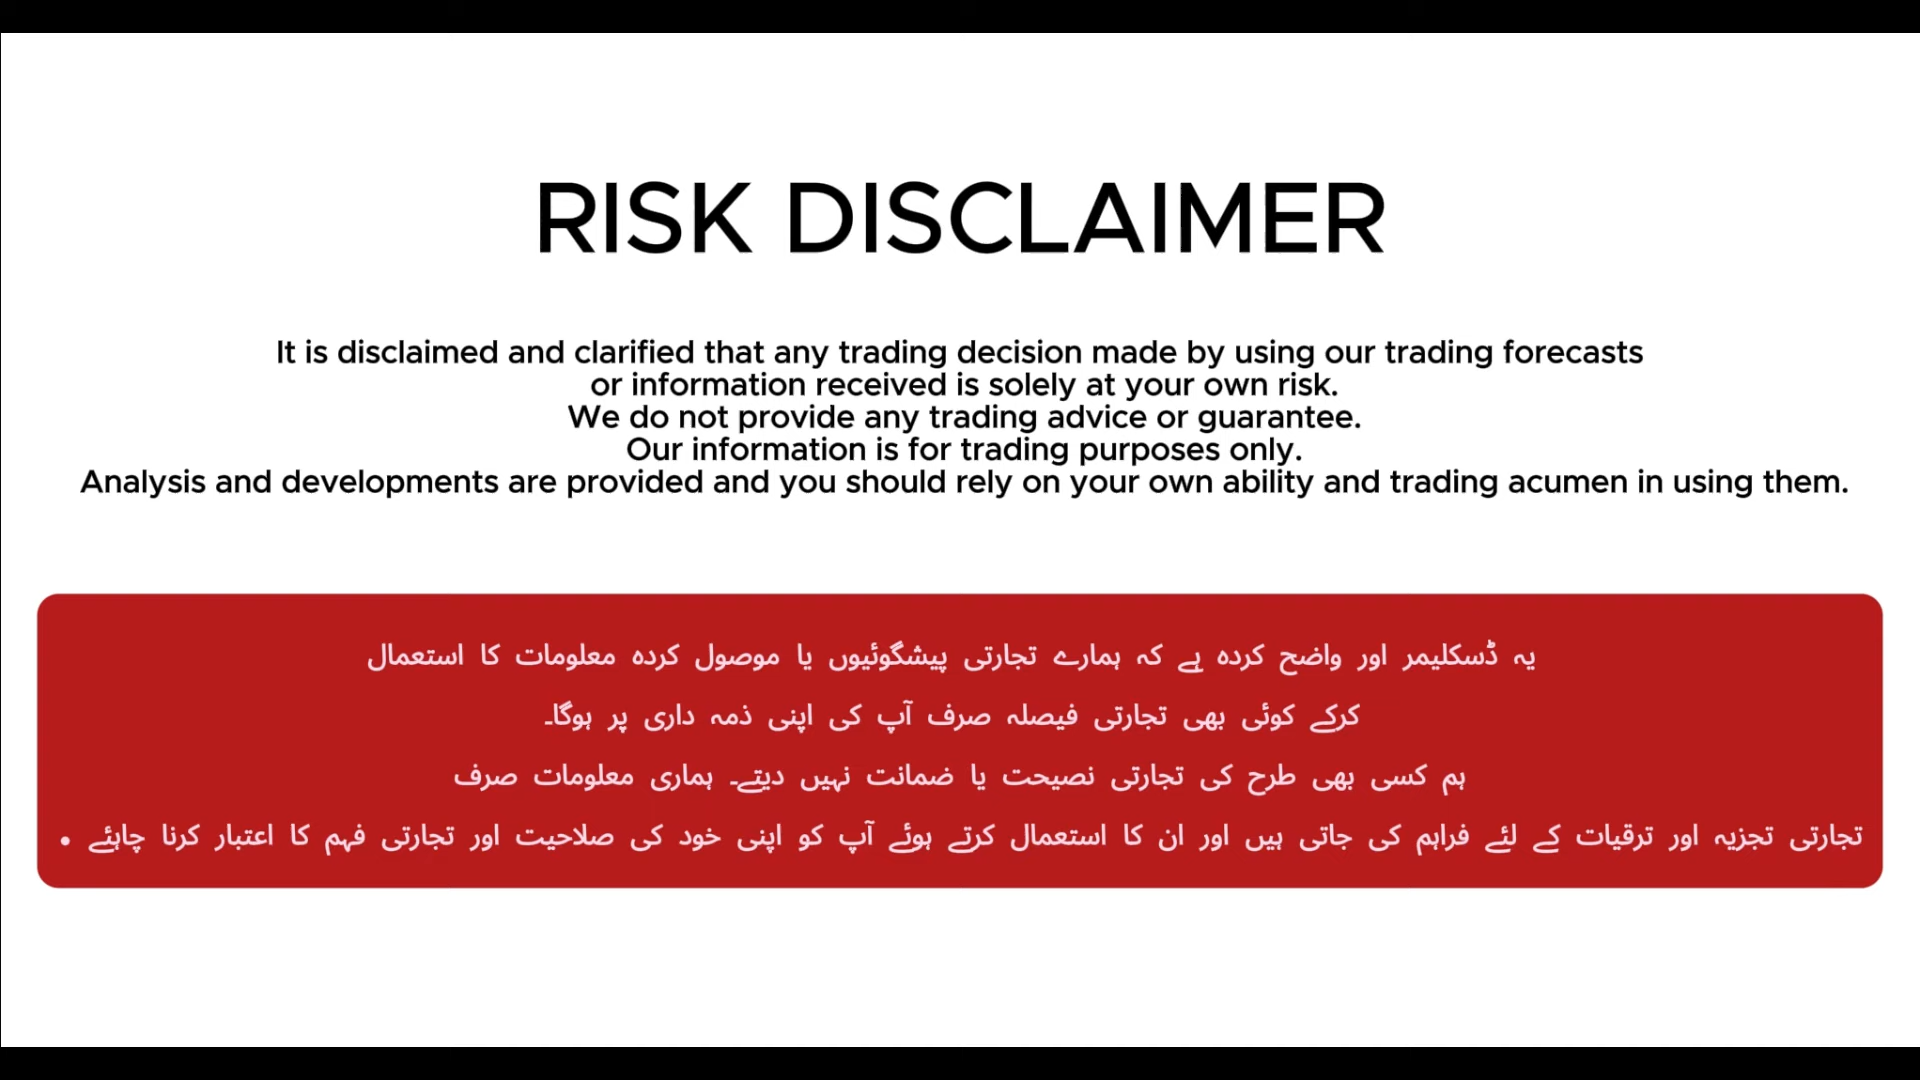 RISK DISCLAIMER
It is disclaimed and clarified that any trading decision made by using our trading forecasts
or information received is solely at your own risk.
We do not provide any trading advice or guarantee.
Our information is for trading purposes only.
Analysis and developments are provided and you should rely on your own ability and trading acumen in using them.
یہ ڈسکلیمر اور واضح کردہ ہے کہ ہمارے تجارتی پیشگوئیوں یا موصول کردہ معلومات کا استعمال
کرکے کوئی بھی تجارتی فیصلہ صرف آپ کی اپنی ذمہ داری پر ہوگا۔
ہم کسی بھی طرح کی تجارتی نصیحت یا ضمانت نہیں دیتے۔ ہماری معلومات صرف
تجارتی تجزیہ اور ترقیات کے لئے فراہم کی جاتی ہیں اور ان کا استعمال کرتے ہوئے آپ کو اپنی خود کی صلاحیت اور تجارتی فہم کا اعتبار کرنا چاہئے •